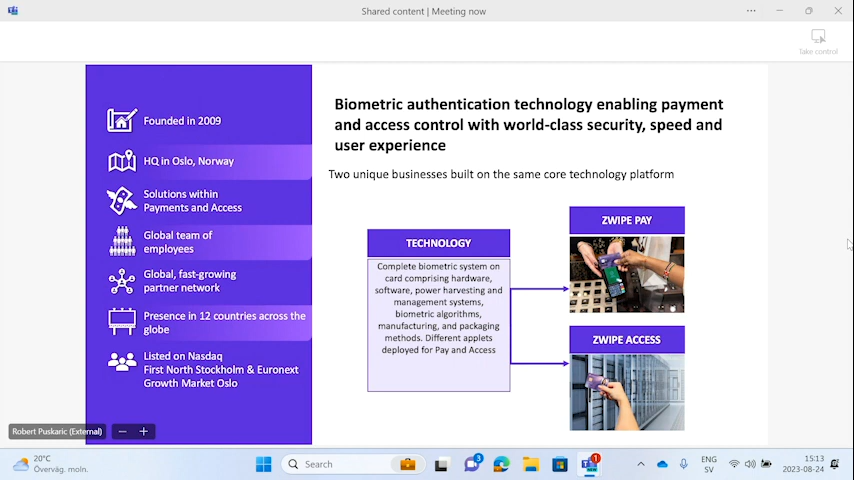 Shared content | Meeting now
Take control
Founded in 2009
HQ in Oslo, Norway
Solutions within
Payments and Access
Global team of
employees
Global, fast-growing
partner network
Presence in 12 countries across the
globe
Listed on Nasdaq
First North Stockholm & Euronext
Growth Market Oslo
Biometric authentication technology enabling payment
and access control with world-class security, speed and
user experience
Two unique businesses built on the same core technology platform
TECHNOLOGY
Complete biometric system on
card comprising hardware,
software, power harvesting and
management systems,
biometric algorithms,
manufacturing, and packaging
methods. Different applets
deployed for Pay and Access
ZWIPE PAY
ZWIPE ACCESS
Robert Puskaric (External)
20°C
Överväg. moln.
Search
3
NEW
1
ENG
SV
15:13
2023-08-24